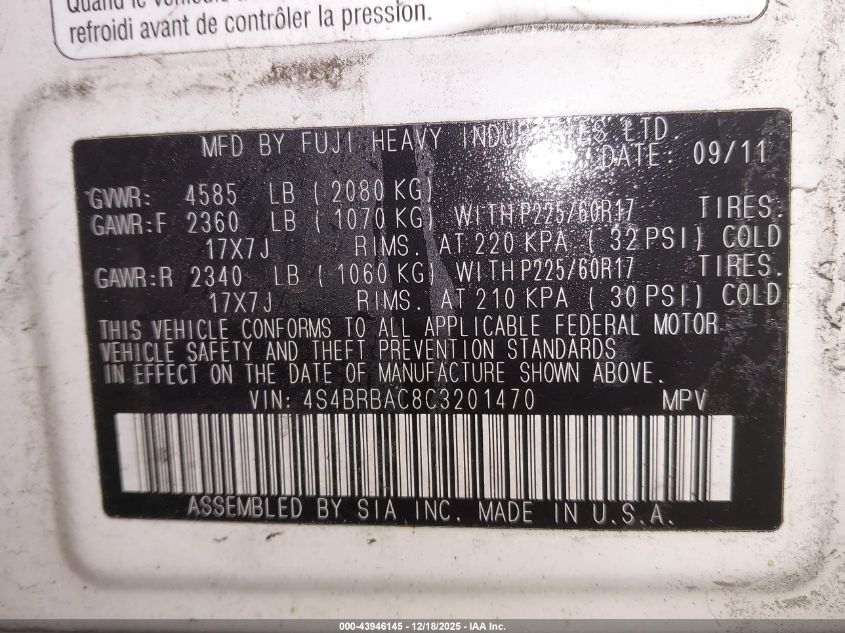 refroidi avant de contrôler la pression.
MFD BY FUJI HEAVY INDUSTRIES LTD.
DATE: 09/11
GVWR: 4585 LB ( 2080 KG)
GAWR:F 2360 LB ( 1070 KG) WITH P225/60R17 TIRES.
17X7J RIMS. AT 220 KPA ( 32 PSI) COLD
GAWR:R 2340 LB ( 1060 KG) WITH P225/60R17 TIRES.
17X7J RIMS. AT 210 KPA ( 30 PSI) COLD
THIS VEHICLE CONFORMS TO ALL APPLICABLE FEDERAL MOTOR
VEHICLE SAFETY AND THEFT PREVENTION STANDARDS
IN EFFECT ON THE DATE OF MANUFACTURE SHOWN ABOVE.
VIN: 4S4BRBAC8C3201470 MPV
ASSEMBLED BY SIA INC. MADE IN U.S.A.
000-43946145 - 12/18/2025 - IAA Inc.